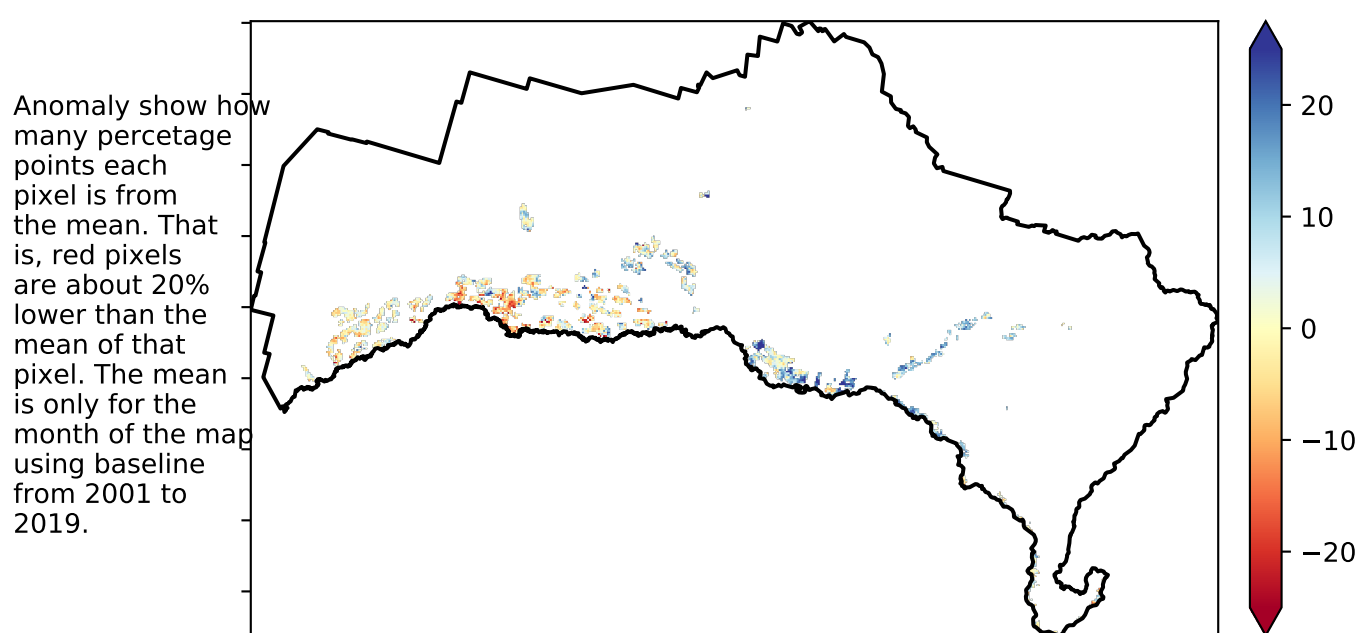 Anomaly show how
many percetage
points each
pixel is from
the mean. That
is, red pixels
are about 20%
lower than the
mean of that
pixel. The mean
is only for the
month of the map
using baseline
from 2001 to
2019.
20
10
0
−10
−20